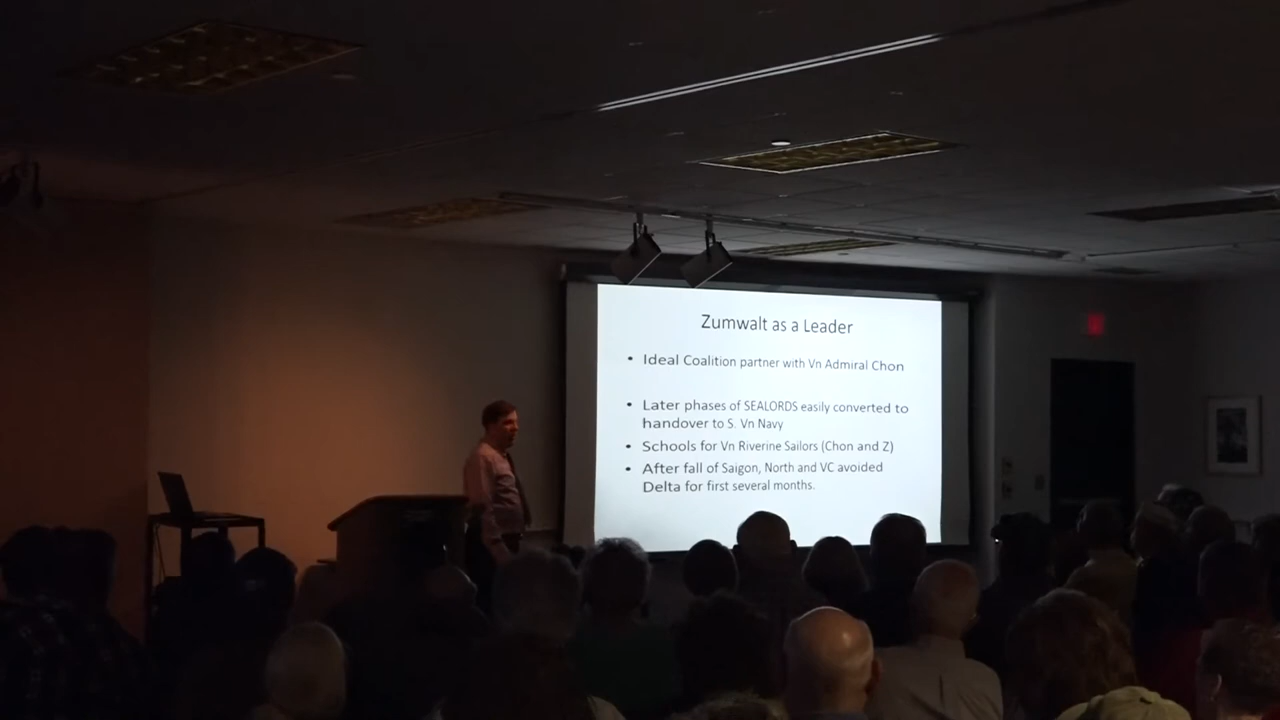 Zumwalt as a Leader
• Ideal Coalition partner with Vn Admiral Chon
• Later phases of SEALORDS easily converted to
handover to S. Vn Navy
• Schools for Vn Riverine Sailors (Chon and Z)
• After fall of Saigon, North and VC avoided
Delta for first several months.